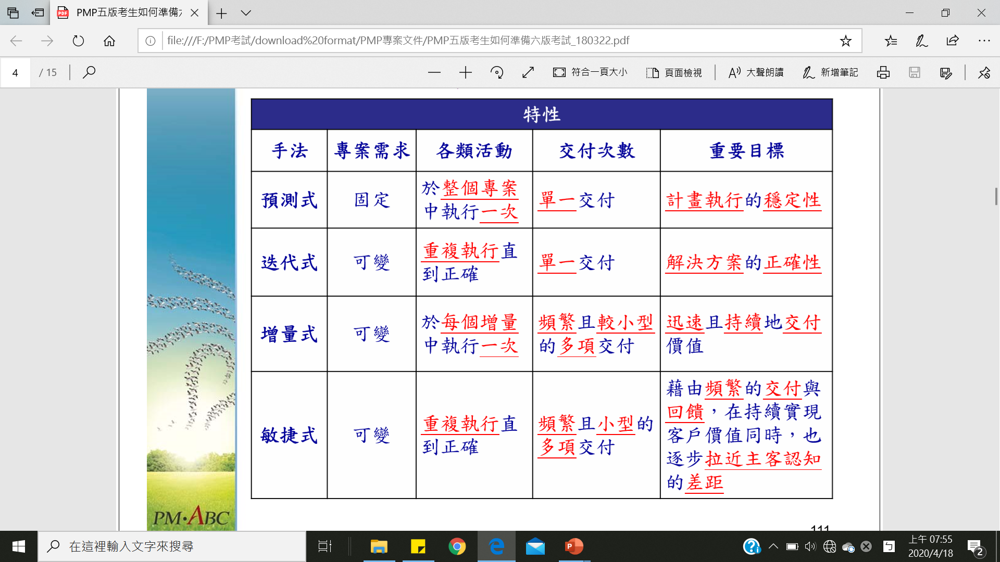 PMP五版考生如何準備六
file:///F:/PMP考試/download%20format/PMP專案文件/PMP五版考生如何準備六版考試_180322.pdf
4 / 15
符合一頁大小
頁面檢視
大聲朗讀
新增筆記
特性
手法 專案需求 各類活動 交付次數 重要目標
預測式 固定 於整個專案
中執行一次
單一交付
計畫執行的穩定性
迭代式 可變 重複執行直
到正確
單一交付
解決方案的正確性
增量式 可變 於每個增量
中執行一次
頻繁且較小型
的多項交付
迅速且持續地交付
價值
敏捷式 可變 重複執行直
到正確
頻繁且小型的
多項交付
藉由頻繁的交付與
回饋，在持續實現
客戶價值同時，也
逐步拉近主客認知
的差距
PM·ABC
111
在這裡輸入文字來搜尋
ㄅ
上午 07:55
2020/4/18
2